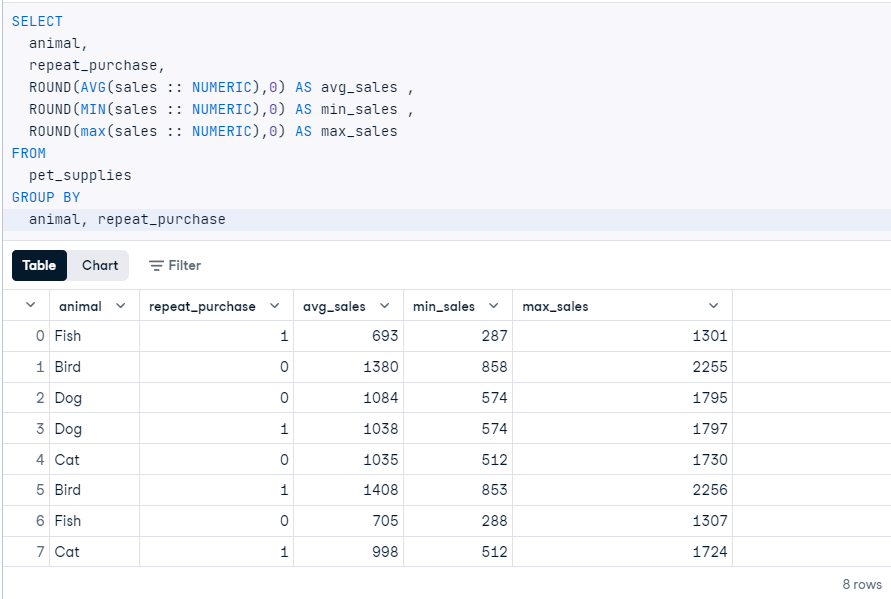 SELECT
animal,
repeat_purchase,
ROUND(AVG(sales :: NUMERIC),0) AS avg_sales ,
ROUND(MIN(sales :: NUMERIC),0) AS min_sales ,
ROUND(max(sales :: NUMERIC),0) AS max_sales
FROM
pet_supplies
GROUP BY
animal, repeat_purchase
Table Chart Filter
animal repeat_purchase avg_sales min_sales max_sales
0 Fish 1 693 287 1301
1 Bird 0 1380 858 2255
2 Dog 0 1084 574 1795
3 Dog 1 1038 574 1797
4 Cat 0 1035 512 1730
5 Bird 1 1408 853 2256
6 Fish 0 705 288 1307
7 Cat 1 998 512 1724
8 rows